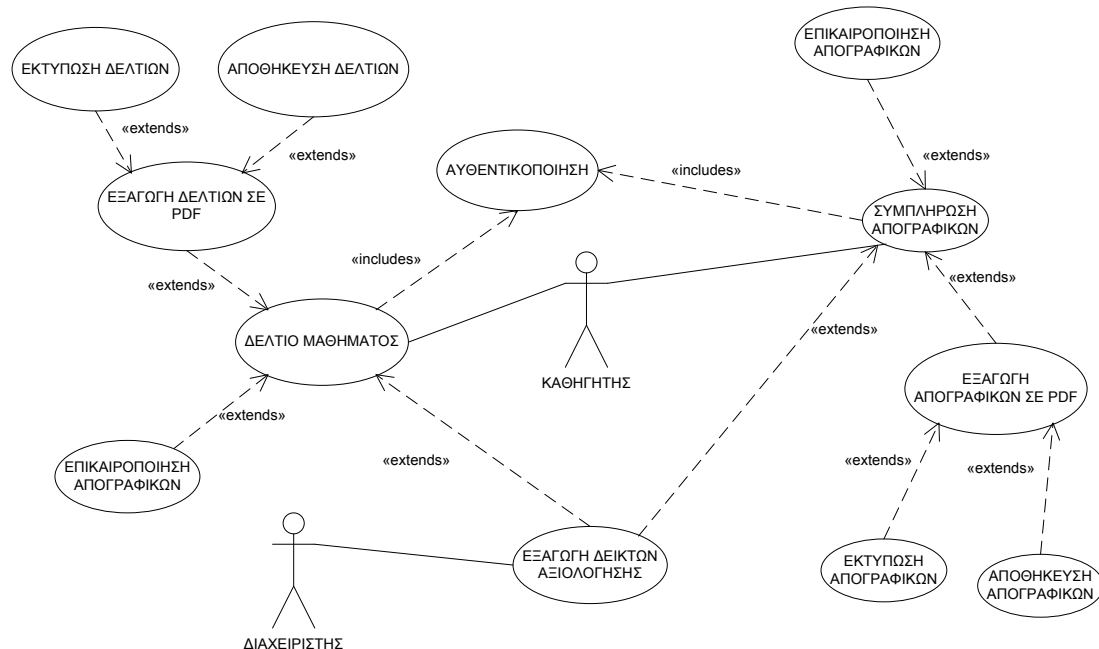 ΕΠΙΚΑΙΡΟΠΟΙΗΣΗ
ΑΠΟΓΡΑΦΙΚΩΝ
ΕΚΤΥΠΩΣΗ ΔΕΛΤΙΩΝ
ΑΠΟΘΗΚΕΥΣΗ ΔΕΛΤΙΩΝ
«extends»
«extends»
«extends»
ΑΥΘΕΝΤΙΚΟΠΟΙΗΣΗ
«includes»
ΕΞΑΓΩΓΗ ΔΕΛΤΙΩΝ ΣΕ
PDF
ΣΥΜΠΛΗΡΩΣΗ
ΑΠΟΓΡΑΦΙΚΩΝ
«includes»
«extends»
«extends»
«extends»
ΔΕΛΤΙΟ ΜΑΘΗΜΑΤΟΣ
ΚΑΘΗΓΗΤΗΣ
ΕΞΑΓΩΓΗ
ΑΠΟΓΡΑΦΙΚΩΝ ΣΕ PDF
«extends»
«extends»
«extends»
«extends»
ΕΠΙΚΑΙΡΟΠΟΙΗΣΗ
ΑΠΟΓΡΑΦΙΚΩΝ
ΕΞΑΓΩΓΗ ΔΕΙΚΤΩΝ
ΑΞΙΟΛΟΓΗΣΗΣ
ΕΚΤΥΠΩΣΗ
ΑΠΟΓΡΑΦΙΚΩΝ
ΑΠΟΘΗΚΕΥΣΗ
ΑΠΟΓΡΑΦΙΚΩΝ
ΔΙΑΧΕΙΡΙΣΤΗΣ